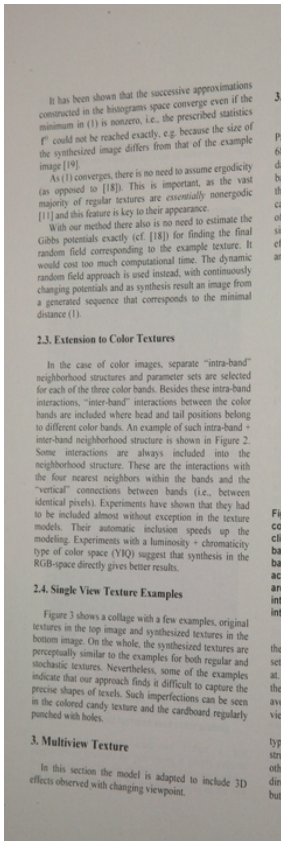 It has been shown that the successive approximations
constructed in the histograms space converge even if the
minimum in (1) is nonzero, i.e., the prescribed statistics
f° could not be reached exactly, e.g. because the size of
the synthesized image differs from that of the example
image [19].
As (1) converges, there is no need to assume ergodicity
(as opposed to [18]). This is important, as the vast
majority of regular textures are essentially nonergodic
[11] and this feature is key to their appearance.
With our method there also is no need to estimate the
Gibbs potentials exactly (cf. [18]) for finding the final
random field corresponding to the example texture. It
would cost too much computational time. The dynamic
random field approach is used instead, with continuously
changing potentials and as synthesis result an image from
a generated sequence that corresponds to the minimal
distance (1).
2.3. Extension to Color Textures
In the case of color images, separate “intra-band”
neighborhood structures and parameter sets are selected
for each of the three color bands. Besides these intra-band
interactions, “inter-band” interactions between the color
bands are included where head and tail positions belong
to different color bands. An example of such intra-band +
inter-band neighborhood structure is shown in Figure 2.
Some interactions are always included into the
neighborhood structure. These are the interactions with
the four nearest neighbors within the bands and the
“vertical” connections between bands (i.e., between
identical pixels). Experiments have shown that they had
to be included almost without exception in the texture
models. Their automatic inclusion speeds up the
modeling. Experiments with a luminosity + chromaticity
type of color space (YIQ) suggest that synthesis in the
RGB-space directly gives better results.
2.4. Single View Texture Examples
Figure 3 shows a collage with a few examples, original
textures in the top image and synthesized textures in the
bottom image. On the whole, the synthesized textures are
perceptually similar to the examples for both regular and
stochastic textures. Nevertheless, some of the examples
indicate that our approach finds it difficult to capture the
precise shapes of texels. Such imperfections can be seen
in the colored candy texture and the cardboard regularly
punched with holes.
3. Multiview Texture
In this section the model is adapted to include 3D
effects observed with changing viewpoint.